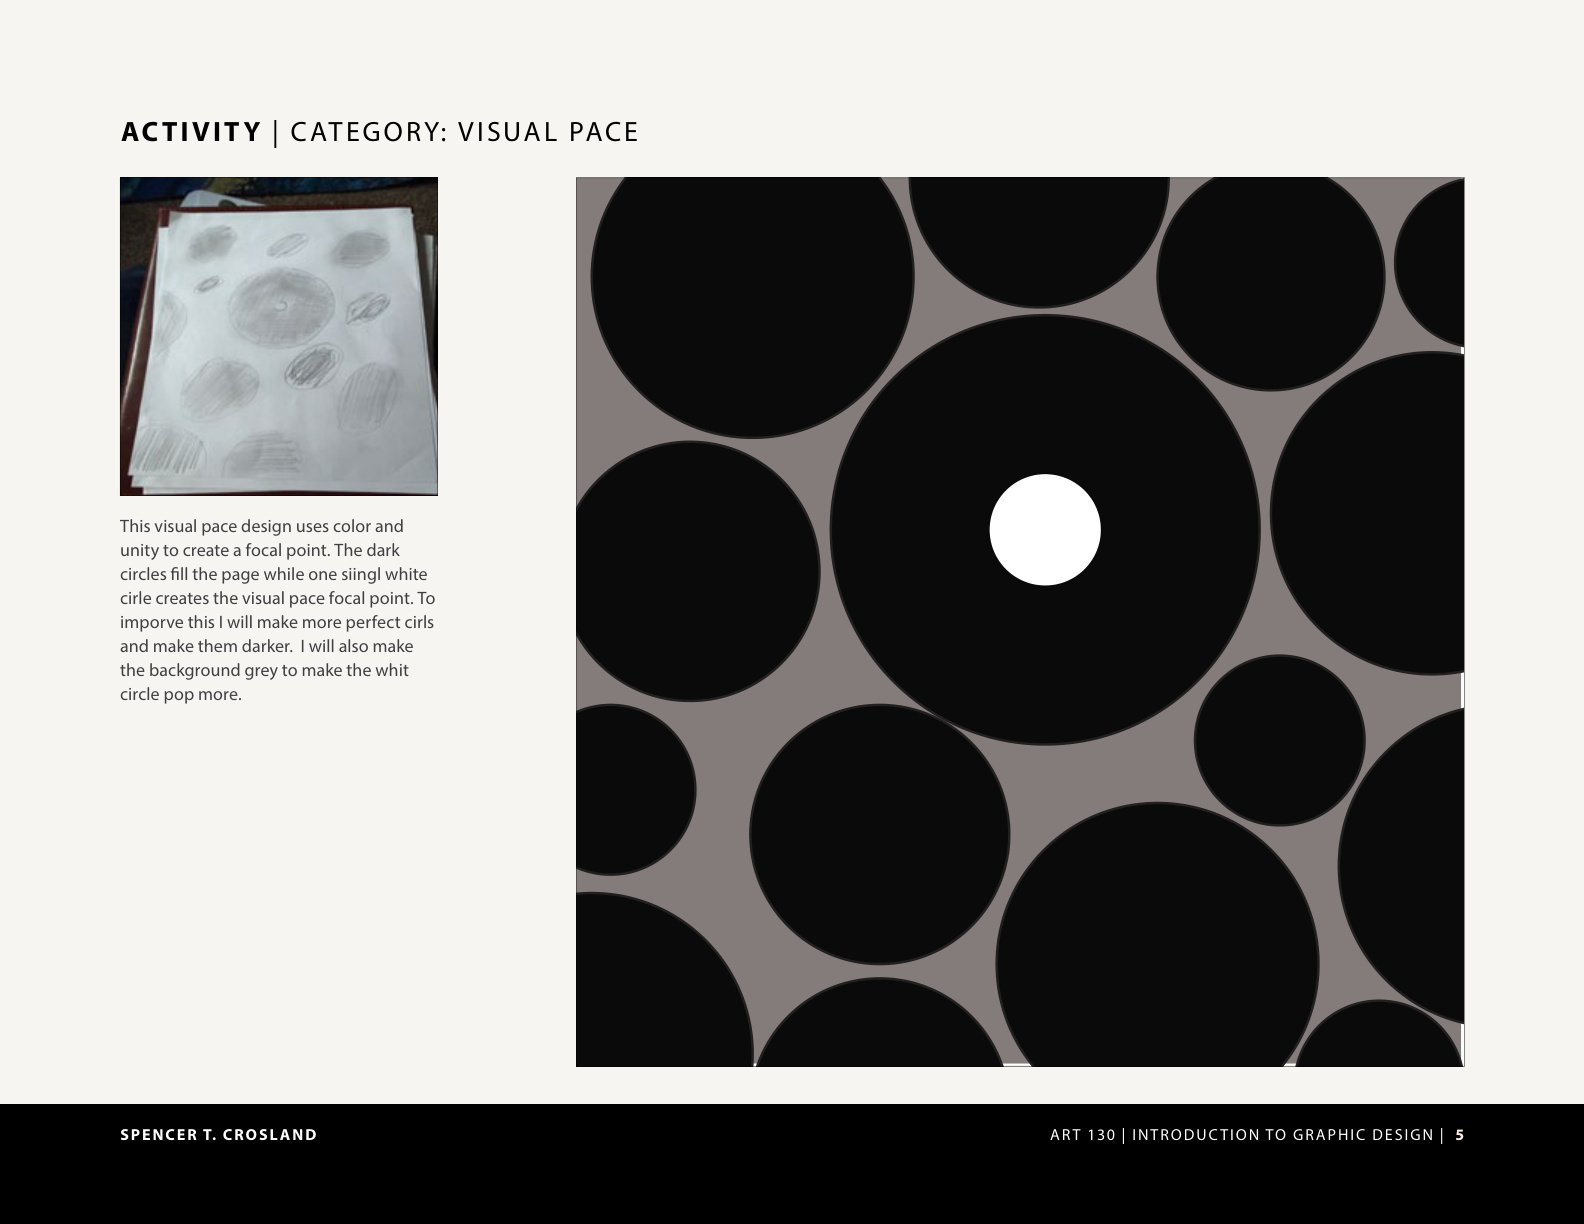 ACTIVITY | CATEGORY: VISUAL PACE
This visual pace design uses color and
unity to create a focal point. The dark
circles fill the page while one siingl white
cirle creates the visual pace focal point. To
imporve this I will make more perfect cirls
and make them darker.  I will also make
the background grey to make the whit
circle pop more.
SPENCER T. CROSLAND
ART 130 | INTRODUCTION TO GRAPHIC DESIGN | 5